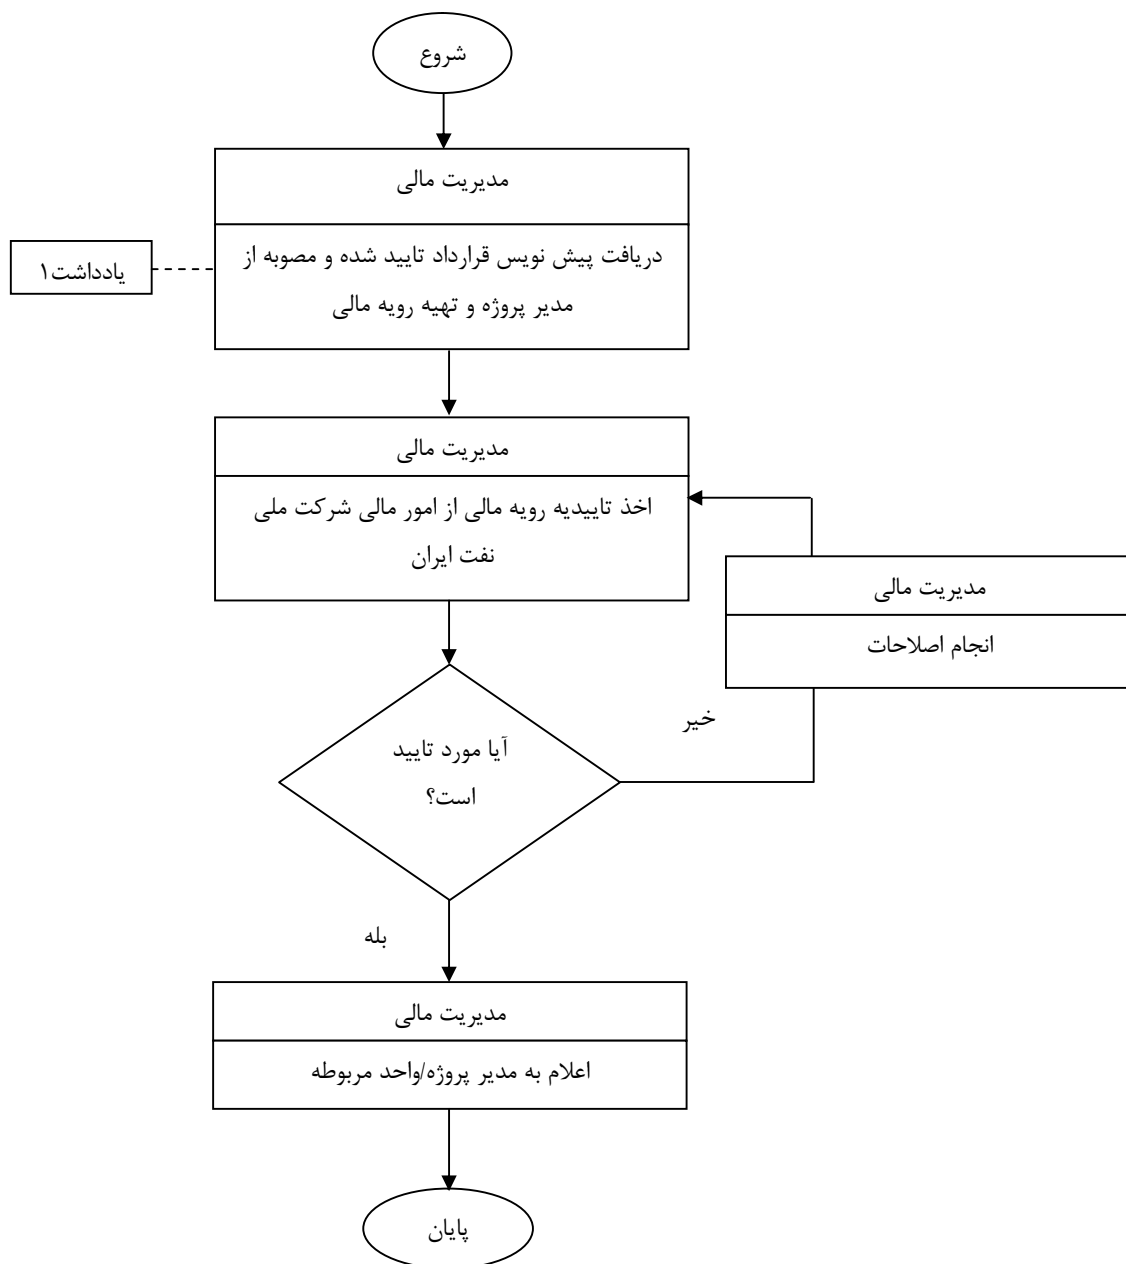 شروع
مدیریت مالی
دریافت پیش نویس قرارداد تایید شده و مصوبه از
مدیر پروژه و تهیه رویه مالی
یادداشت۱
مدیریت مالی
اخذ تاییدیه رویه مالی از امور مالی شرکت ملی
نفت ایران
مدیریت مالی
انجام اصلاحات
خیر
آیا مورد تایید
است؟
بله
مدیریت مالی
اعلام به مدیر پروژه/واحد مربوطه
پایان